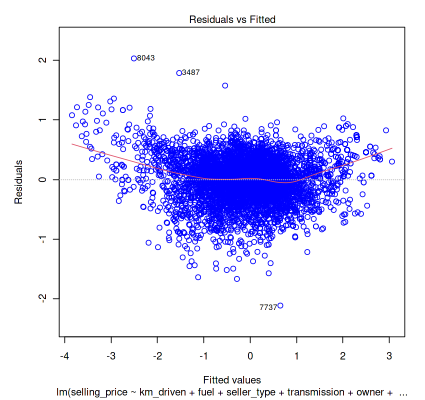 Residuals vs Fitted
Residuals
2
1
0
-1
-2
8043
3487
7737
-4 -3 -2 -1 0 1 2 3
Fitted values
lm(selling_price ~ km_driven + fuel + seller_type + transmission + owner + ...